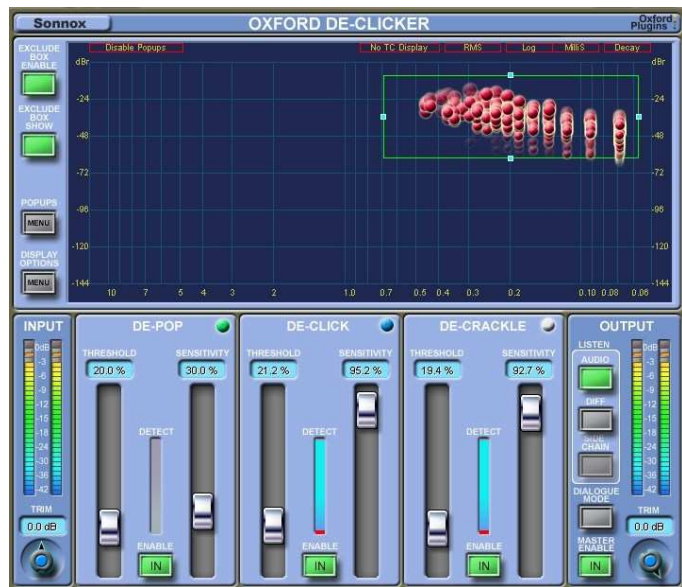 Sonnox
OXFORD DE-CLICKER
Oxford
Plugins
EXCLUDE
BOX
ENABLE
EXCLUDE
BOX
SHOW
POPUPS
MENU
DISPLAY
OPTIONS
MENU
Disable Popups
No TC Display
RMS
Log
MilliS
Decay
dBr
-24
-48
-72
-96
-120
-144
dBr
-24
-48
-72
-96
-120
-144
10 7 5 4 3 2 1.0 0.7 0.5 0.4 0.3 0.2 0.10 0.08 0.06
INPUT
0dB
-3
-6
-9
-12
-15
-18
-24
-30
-36
-42
TRIM
0.0 dB
DE-POP
THRESHOLD SENSITIVITY
20.0 % 30.0 %
DETECT
ENABLE
IN
DE-CLICK
THRESHOLD SENSITIVITY
21.2 % 95.2 %
DETECT
ENABLE
IN
DE-CRACKLE
THRESHOLD SENSITIVITY
19.4 % 92.7 %
DETECT
ENABLE
IN
OUTPUT
LISTEN
AUDIO
DIFF
SIDE
CHAIN
DIALOGUE
MODE
MASTER
ENABLE
IN
0dB
-3
-6
-9
-12
-15
-18
-24
-30
-36
-42
TRIM
0.0 dB